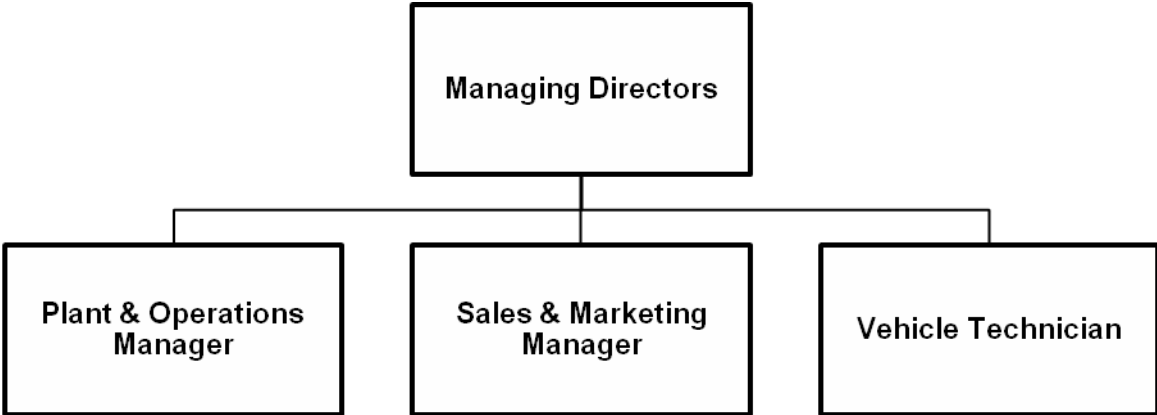 Managing Directors
Plant & Operations
Manager
Sales & Marketing
Manager
Vehicle Technician